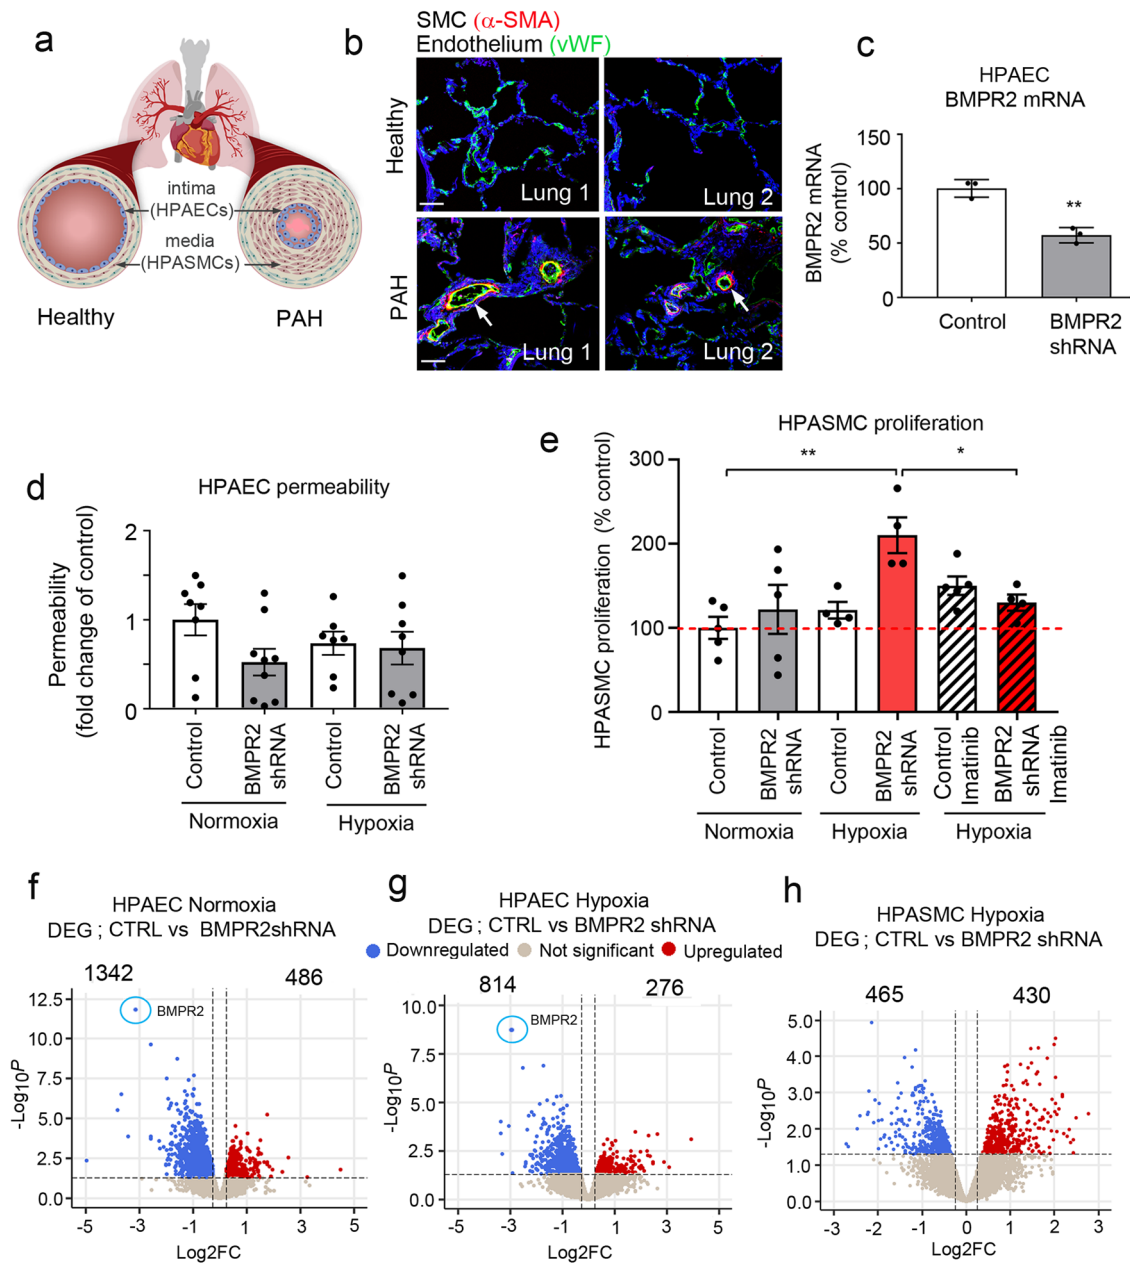 a
intima
(HPAECs)
media
(HPASMCs)
Healthy
PAH
b
SMC (α-SMA)
Endothelium (vWF)
Healthy
Lung 1
Lung 2
PAH
Lung 1
Lung 2
c
HPAEC
BMPR2 mRNA
BMPR2 mRNA
(% control)
150
100
50
0
**
Control
BMPR2
shRNA
d
HPAEC permeability
Permeability
(fold change of control)
2
1
0
Control
BMPR2
shRNA
Control
BMPR2
shRNA
Normoxia
Hypoxia
e
HPASMC proliferation
HPASMC proliferation (% control)
300
200
100
0
**
*
Control
BMPR2
shRNA
Control
BMPR2
shRNA
Control
Imatinib
BMPR2
shRNA
Imatinib
Normoxia
Hypoxia
Hypoxia
f
HPAEC Normoxia
DEG ; CTRL vs BMPR2shRNA
1342
486
12.5
10.0
7.5
5.0
2.5
0.0
BMPR2
-Log10P
-5
-3
-1
1
3
5
Log2FC
g
HPAEC Hypoxia
DEG ; CTRL vs BMPR2 shRNA
Downregulated
Not significant
Upregulated
814
276
10.0
7.5
5.0
2.5
0.0
BMPR2
-Log10P
-5
-3
-1
1
3
5
Log2FC
h
HPASMC Hypoxia
DEG ; CTRL vs BMPR2 shRNA
465
430
5.0
4.0
3.0
2.0
1.0
0.0
-Log10P
-3
-2
-1
0
1
2
3
Log2FC